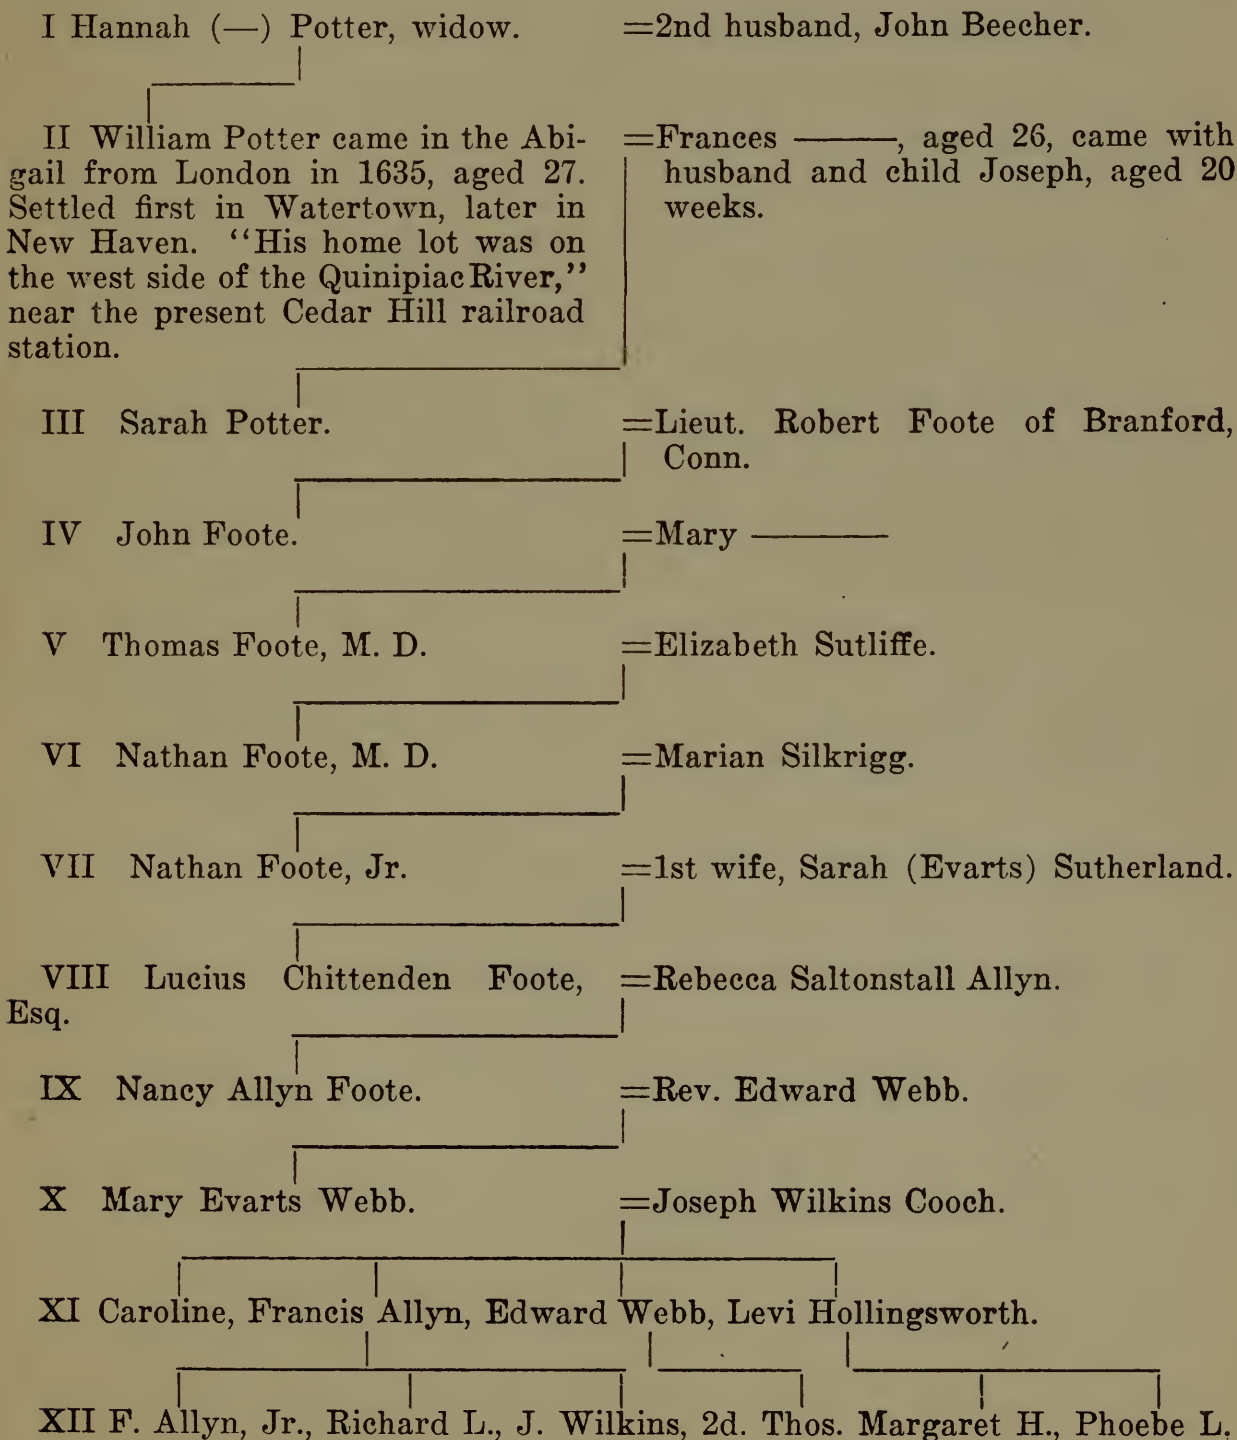 I Hannah (—) Potter, widow. =2nd husband, John Beecher.
II William Potter came in the Abi-
gail from London in 1635, aged 27.
Settled first in Watertown, later in
New Haven. “His home lot was on
the west side of the Quinipiac River,”
near the present Cedar Hill railroad
station.
=Frances ———, aged 26, came with
husband and child Joseph, aged 20
weeks.
III Sarah Potter. =Lieut. Robert Foote of Branford,
Conn.
IV John Foote. =Mary ———
V Thomas Foote, M. D. =Elizabeth Sutliffe.
VI Nathan Foote, M. D. =Marian Silkrigg.
VII Nathan Foote, Jr. =1st wife, Sarah (Evarts) Sutherland.
VIII Lucius Chittenden Foote,
Esq.
=Rebecca Saltonstall Allyn.
IX Nancy Allyn Foote. =Rev. Edward Webb.
X Mary Evarts Webb. =Joseph Wilkins Cooch.
XI Caroline, Francis Allyn, Edward Webb, Levi Hollingsworth.
XII F. Allyn, Jr., Richard L., J. Wilkins, 2d. Thos. Margaret H., Phoebe L.